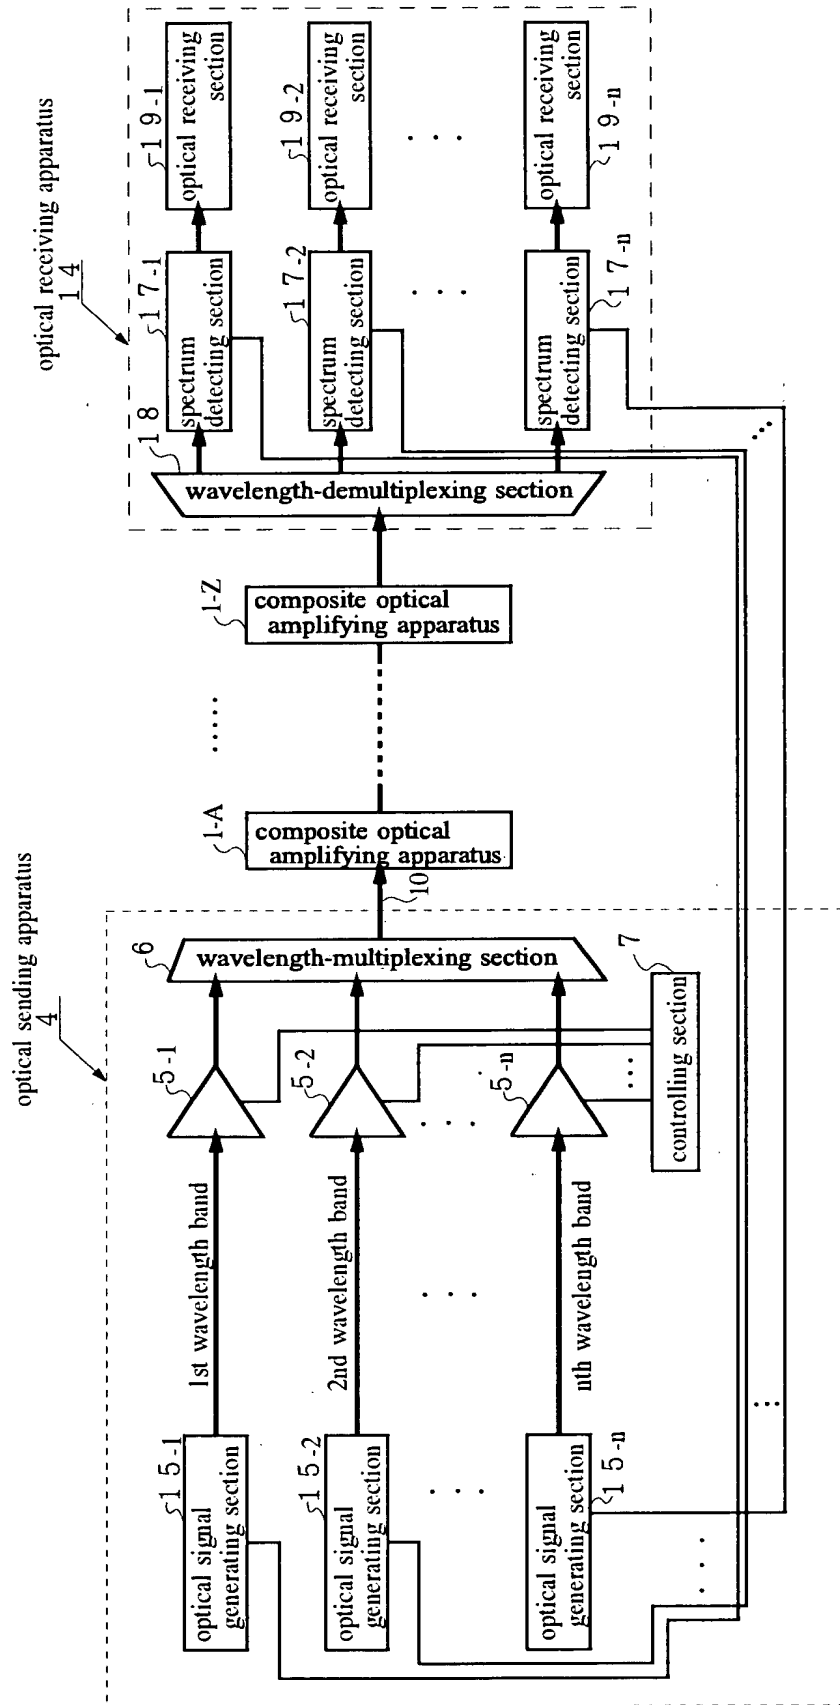 optical sending apparatus
4
optical receiving apparatus
14
15-1
optical signal
generating section
1st wavelength band
5-1
6
wavelength-multiplexing section
10
1-A
composite optical
amplifying apparatus
.....
1-Z
composite optical
amplifying apparatus
18
wavelength-demultiplexing section
17-1
spectrum
detecting section
19-1
optical receiving
section
15-2
optical signal
generating section
2nd wavelength band
5-2
17-2
spectrum
detecting section
19-2
optical receiving
section
15-n
optical signal
generating section
nth wavelength band
5-n
7
controlling section
17-n
spectrum
detecting section
19-n
optical receiving
section